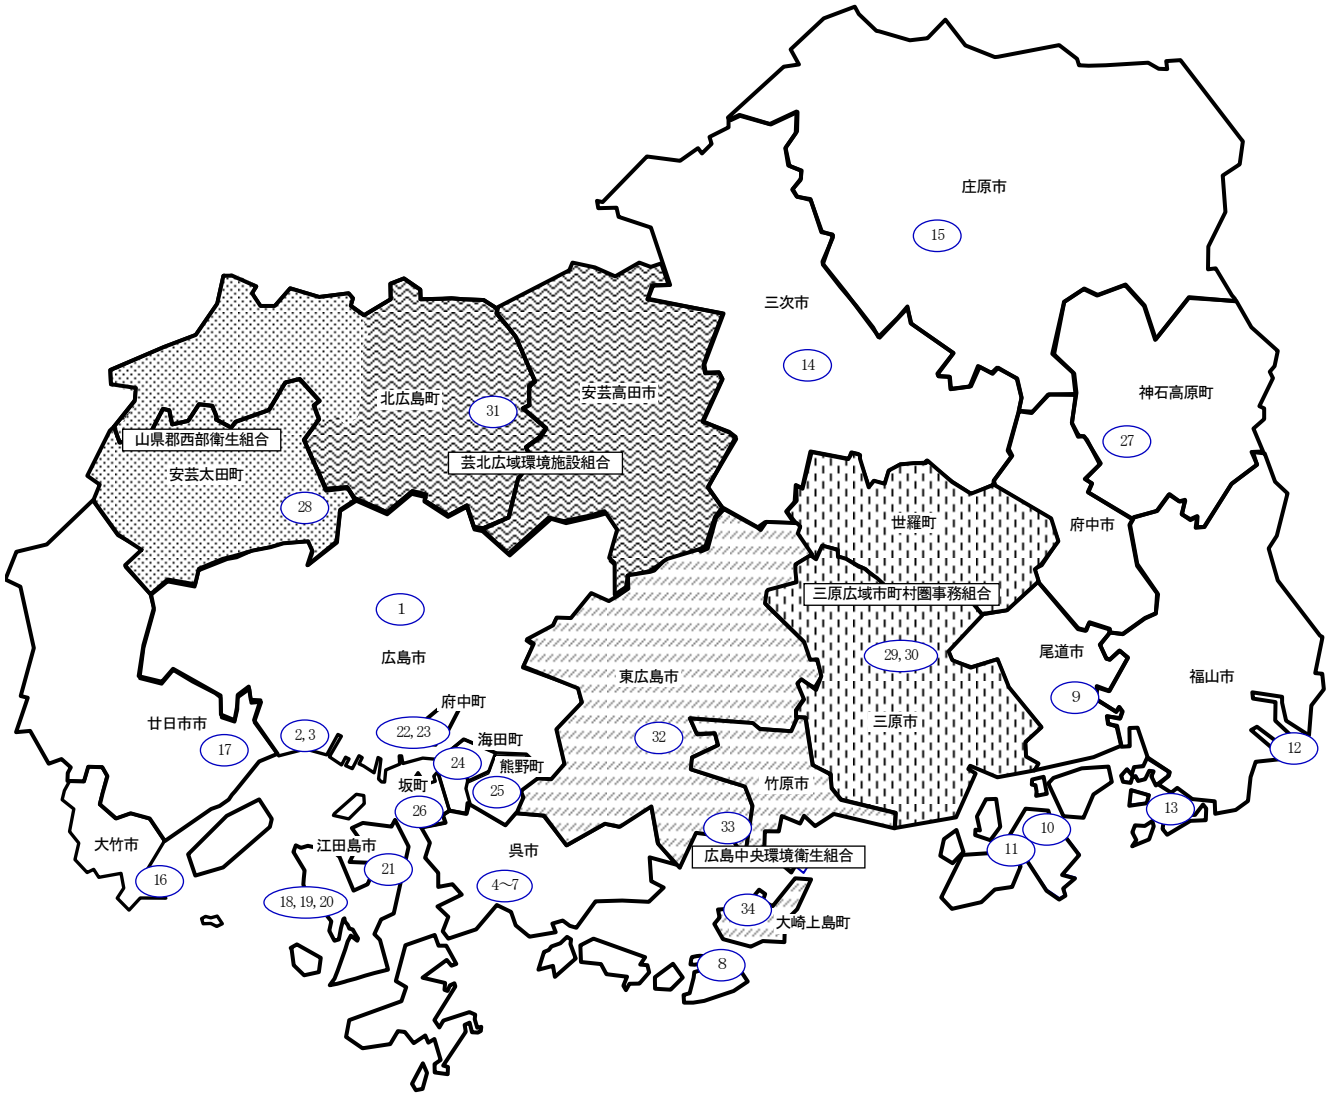 庄原市
15
三次市
14
神石高原町
27
北広島町
安芸高田市
31
山県郡西部衛生組合
芸北広域環境施設組合
安芸太田町
28
世羅町
府中市
三原広域市町村圏事務組合
1
広島市
29, 30
尾道市
東広島市
福山市
9
府中町
廿日市市
三原市
22, 23
2, 3
海田町
32
17
12
24
熊野町
坂町
竹原市
25
26
13
33
10
大竹市
江田島市
呉市
11
広島中央環境衛生組合
21
16
4～7
18, 19, 20
34
大崎上島町
8